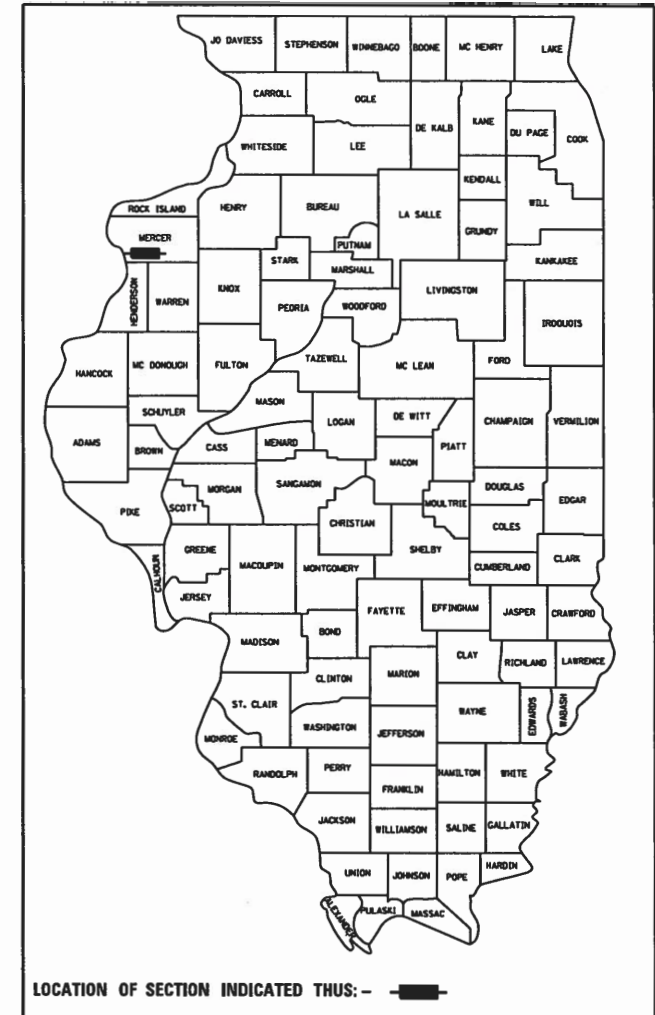 JO DAVIESS STEPHENSON WINNEBAGO BOONE MC HENRY LAKE
CARROLL OGLE DE KALB KANE DU PAGE COOK
WHITESIDE LEE
KENDALL
ROCK ISLAND HENRY BUREAU LA SALLE WILL
GRUNDY
MERCER PUTNAM
STARK KANKAKEE
MARSHALL
HENDERSON WARREN KNOX LIVINGSTON
PEORIA WOODFORD
IROQUOIS
HANCOCK MC DONOUGH FULTON TAZEWELL MC LEAN FORD
MASON
SCHUYLER LOGAN DE WITT CHAMPAIGN VERMILION
ADAMS BROWN CASS MENARD PIATT
MACON
MORGAN SANGAMON DOUGLAS
PIKE SCOTT MOULTRIE EDGAR
CHRISTIAN COLES
CALHOUN GREENE MACOUPIN MONTGOMERY SHELBY CUMBERLAND CLARK
JERSEY FAYETTE EFFINGHAM JASPER CRAWFORD
MADISON BOND
CLAY RICHLAND LAWRENCE
CLINTON MARION
ST. CLAIR WAYNE EDWARDS WABASH
WASHINGTON JEFFERSON
MONROE
RANDOLPH PERRY HAMILTON WHITE
FRANKLIN
JACKSON WILLIAMSON SALINE GALLATIN
UNION JOHNSON POPE HARDIN
ALEXANDER PULASKI MASSAC
LOCATION OF SECTION INDICATED THUS: -